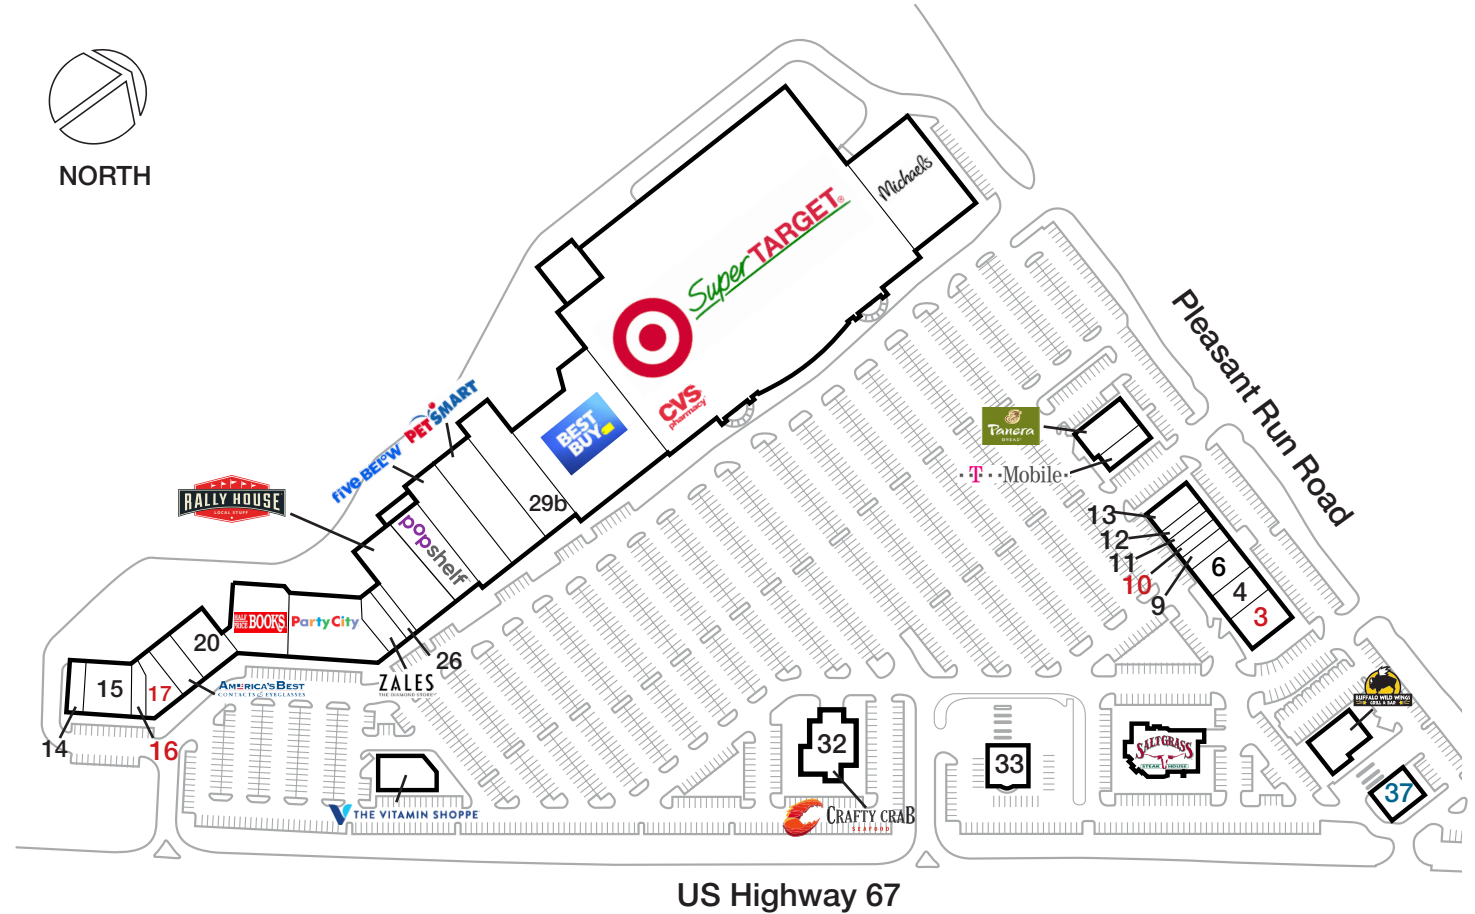 NORTH
Michaels
Super TARGET
CVS
pharmacy
BEST
BUY
PETSMART
five BELOW
RALLY HOUSE
LOCAL STUFF
popshelf
29b
HALF
PRICE
BOOKS
PartyCity
20
26
ZALES
THE DIAMOND STORE
AMERICA'S BEST
CONTACTS & EYEGLASSES
15
17
14
16
THE VITAMIN SHOPPE
Pleasant Run Road
Panera
BREAD
T Mobile
13
12
11
10
9
6
4
3
BUFFALO WILD WINGS
GRILL & BAR
32
33
SALTGRASS
STEAK HOUSE
37
CRAFTY CRAB
SEAFOOD
US Highway 67